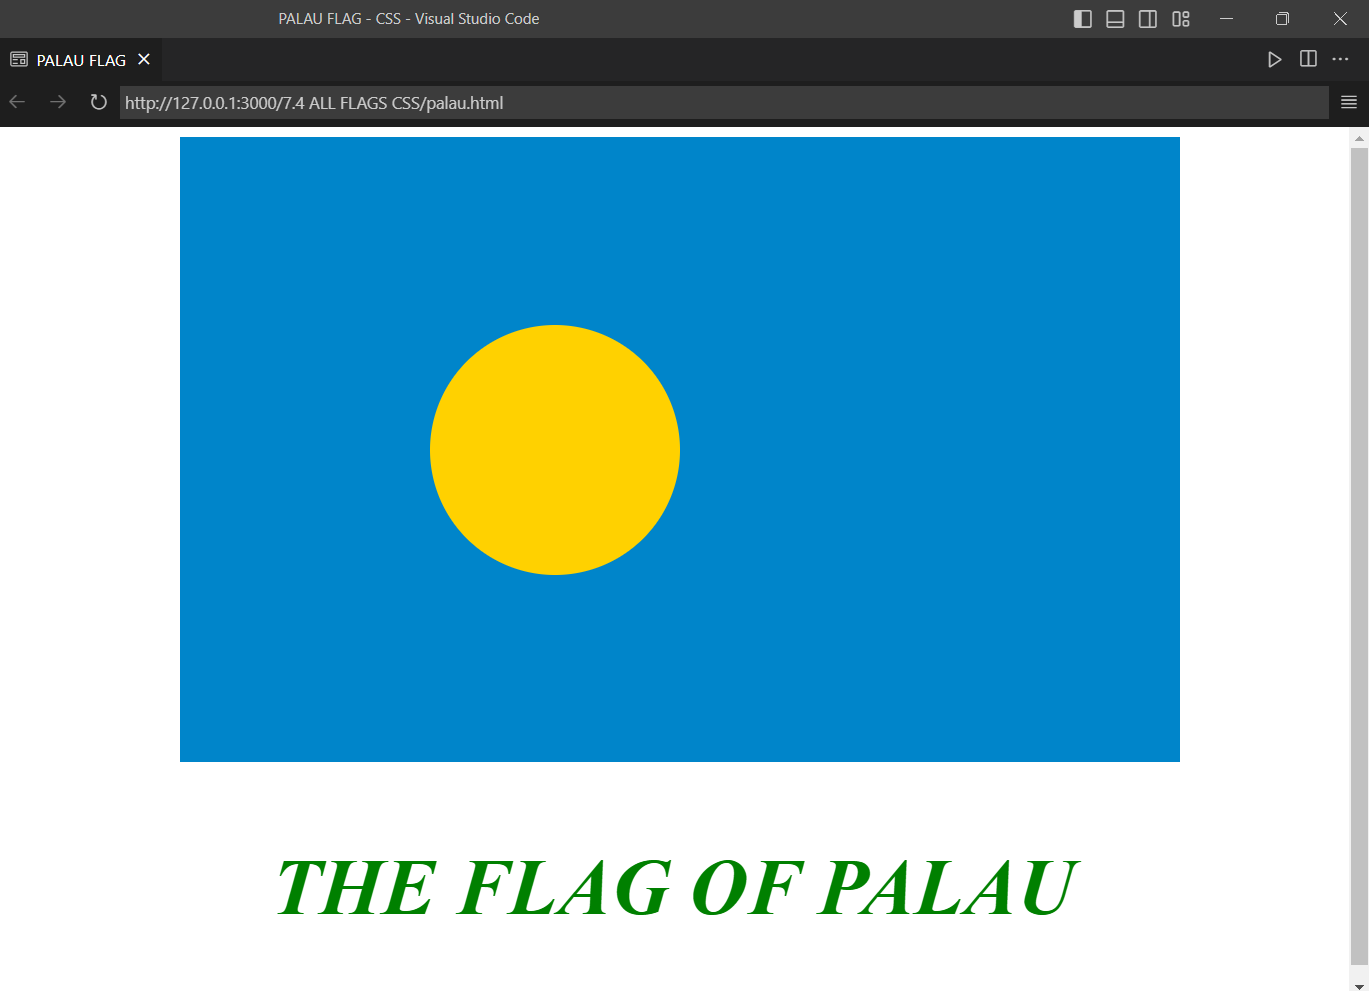 PALAU FLAG - CSS - Visual Studio Code
PALAU FLAG
http://127.0.0.1:3000/7.4 ALL FLAGS CSS/palau.html
THE FLAG OF PALAU